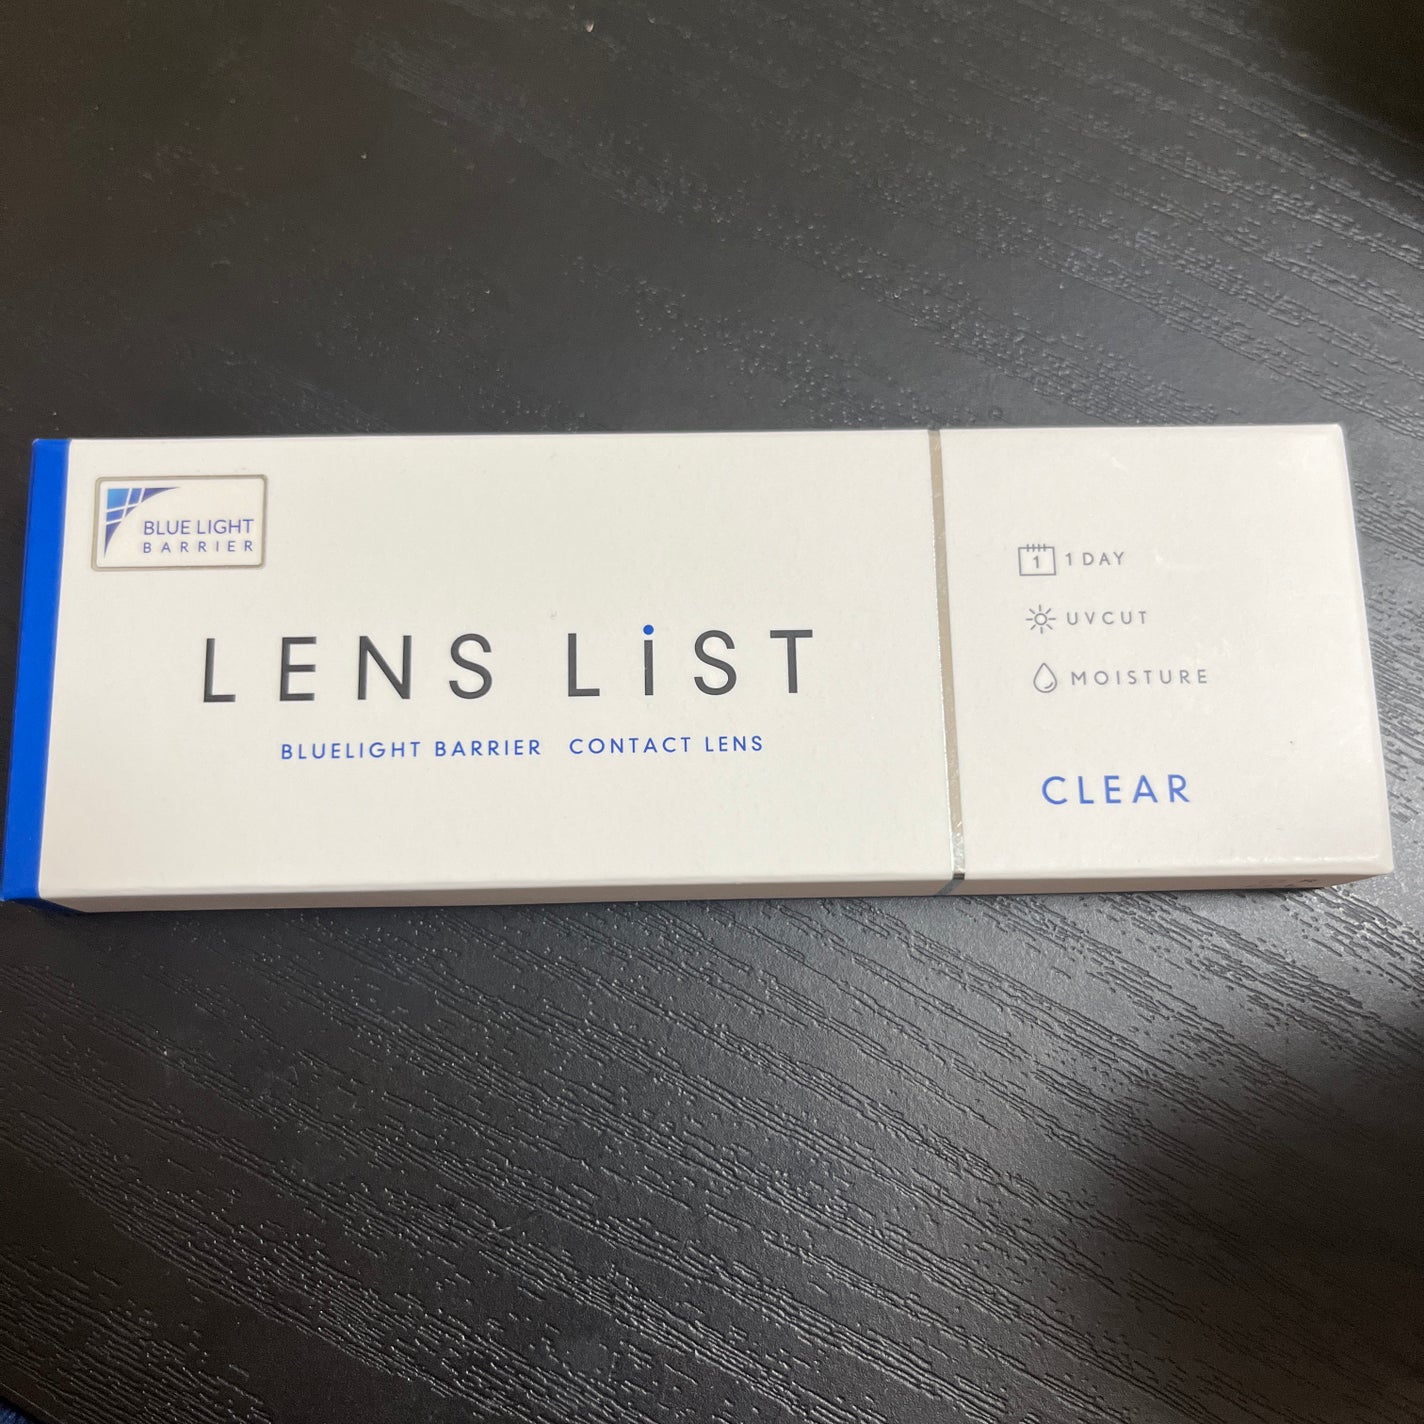 BLUE LIGHT
BARRIER
LENS LiST
BLUELIGHT BARRIER CONTACT LENS
1 1 DAY
UVCUT
MOISTURE
CLEAR